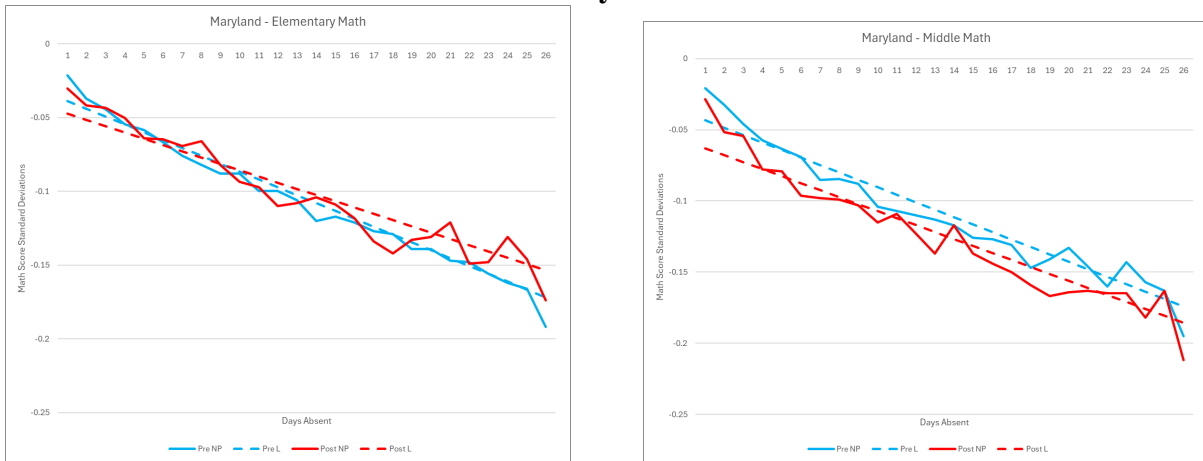 Maryland - Elementary Math
0
1 2 3 4 5 6 7 8 9 10 11 12 13 14 15 16 17 18 19 20 21 22 23 24 25 26
-0.05
-0.1
-0.15
-0.2
-0.25
Math Score Standard Deviations
Days Absent
Pre NP Pre L Post NP Post L
Maryland - Middle Math
0
1 2 3 4 5 6 7 8 9 10 11 12 13 14 15 16 17 18 19 20 21 22 23 24 25 26
-0.05
-0.1
-0.15
-0.2
-0.25
Math Score Standard Deviations
Days Absent
Pre NP Pre L Post NP Post L